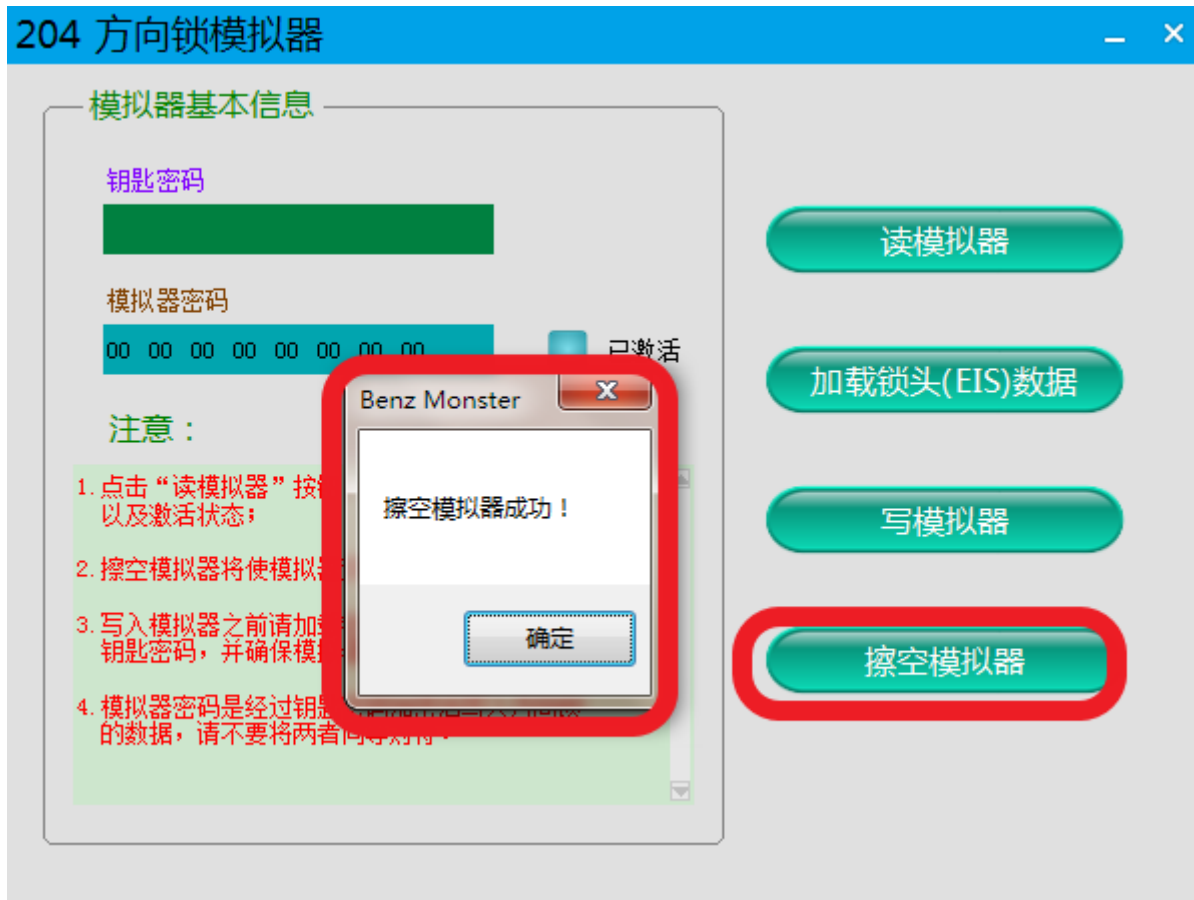 204 方向锁模拟器
模拟器基本信息
钥匙密码
读模拟器
模拟器密码
00 00 00 00 00 00 00 00
已激活
加载锁头(EIS)数据
Benz Monster
注意：
1. 点击“读模拟器”按
以及激活状态；
擦空模拟器成功！
写模拟器
2. 擦空模拟器将使模拟
3. 写入模拟器之前请加
钥匙密码，并确保模
确定
擦空模拟器
4. 模拟器密码是经过钥
的数据，请不要将两者